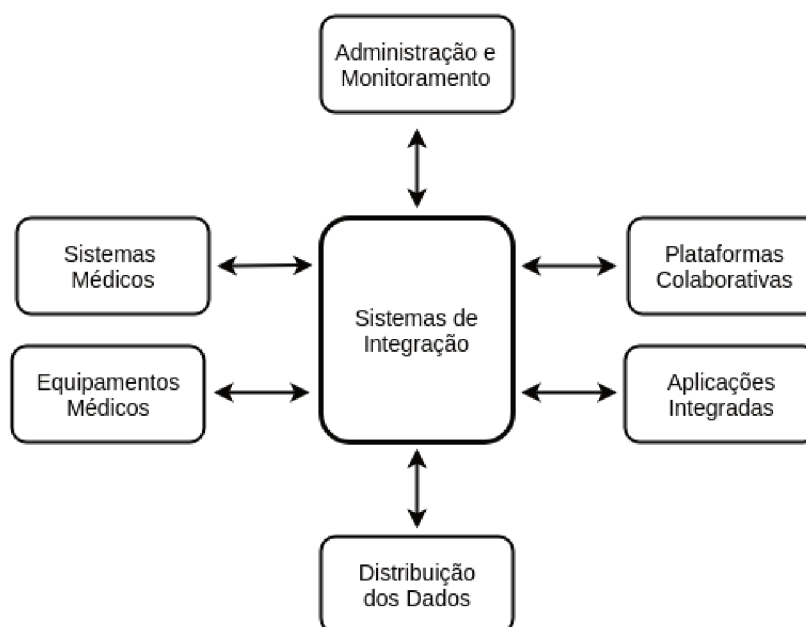 Administração e
Monitoramento
Sistemas
Médicos
Plataformas
Colaborativas
Sistemas de
Integração
Equipamentos
Médicos
Aplicações
Integradas
Distribuição
dos Dados